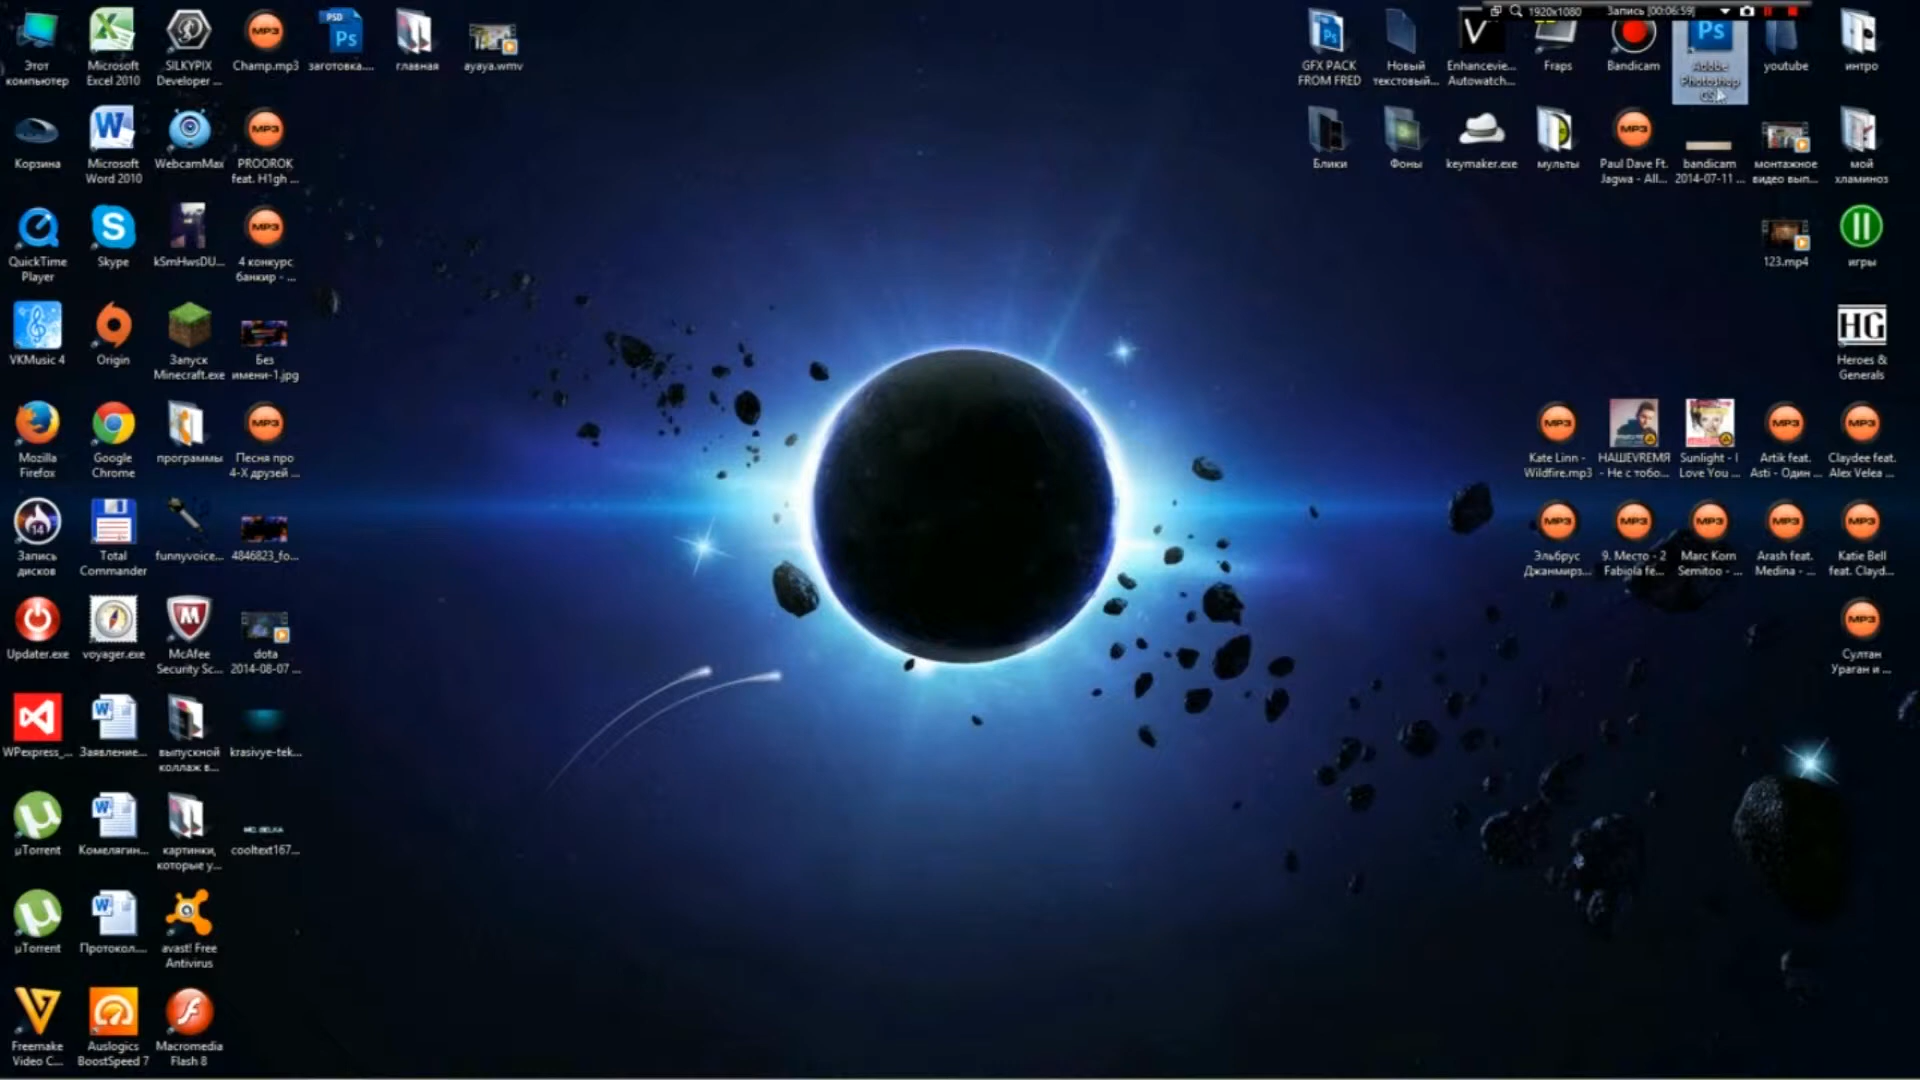 1920x1080 Запись [00:06:59]
Этот компьютер
Microsoft Excel 2010
SILKYPIX Developer ...
Champ.mp3
заготовка....
главная
ayaya.wmv
GFX PACK FROM FRED
Новый текстовый...
Enhancevie... Autowatch...
Fraps
Bandicam
Adobe Photoshop
youtube
интро
Корзина
Microsoft Word 2010
WebcamMax
PROOROK feat. H1gh ...
Блики
Фоны
keymaker.exe
мульты
Paul Dave Ft. Jagwa - All...
bandicam 2014-07-11 ...
монтажное видео вып...
мой хламиноз
QuickTime Player
Skype
kSmHwsDU...
4 конкурс банкир - ...
123.mp4
игры
VKMusic 4
Origin
Запуск Minecraft.exe
Без имени-1.jpg
HG
Heroes & Generals
Mozilla Firefox
Google Chrome
программы
Песня про 4-X друзей ...
Kate Linn - Wildfire.mp3
НАШЕVREMЯ - Не с тобо...
Sunlight - I Love You ...
Artik feat. Asti - Один ...
Claydee feat. Alex Velea ...
Запись дисков
Total Commander
funnyvoice...
4846823_fo...
Эльбрус Джанмирз...
9. Место - 2 Fabiola fe...
Marc Korn Semitoo - ...
Arash feat. Medina - ...
Katie Bell feat. Clayd...
Updater.exe
voyager.exe
McAfee Security Sc...
dota 2014-08-07 ...
Султан Ураган и ...
WPexpress_...
Заявление...
выпускной коллаж в...
krasivye-tek...
µTorrent
Комелягин...
картинки, которые у...
cooltext167...
µTorrent
Протокол....
avast! Free Antivirus
Freemake Video C...
Auslogics BoostSpeed 7
Macromedia Flash 8